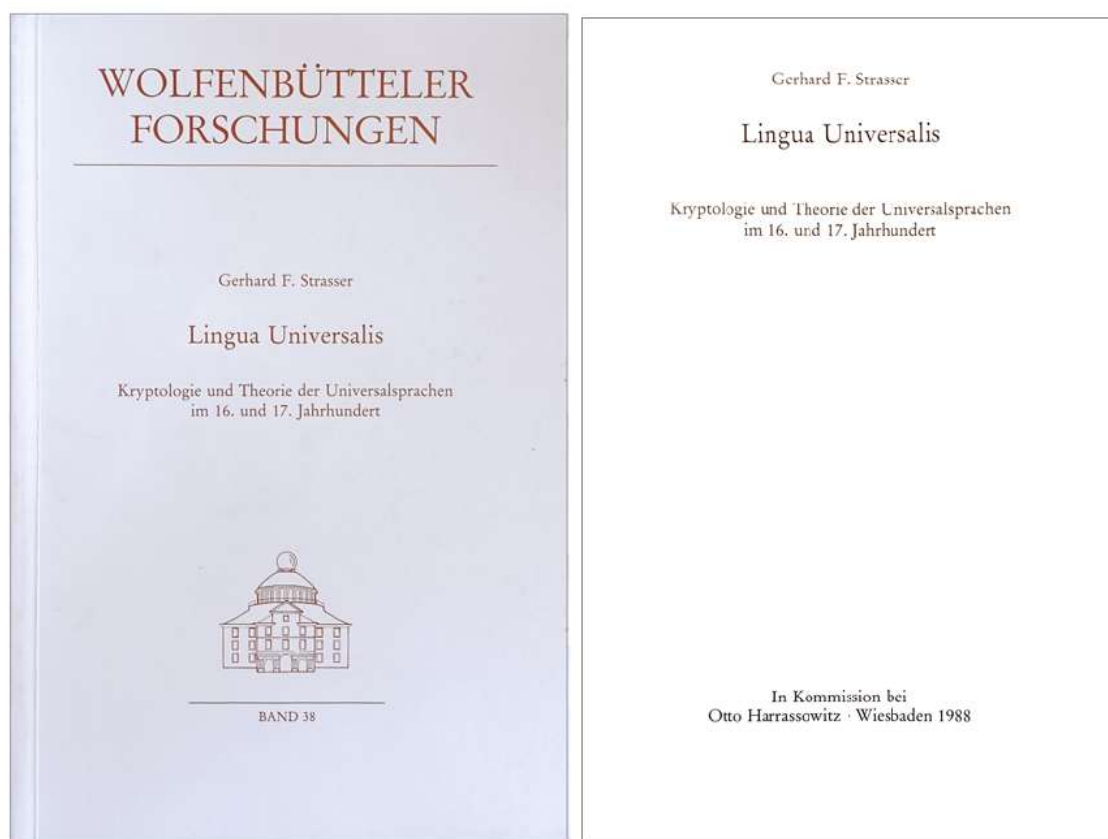 WOLFENBÜTTELER
FORSCHUNGEN
Gerhard F. Strasser
Lingua Universalis
Kryptologie und Theorie der Universalsprachen
im 16. und 17. Jahrhundert
BAND 38
Gerhard F. Strasser
Lingua Universalis
Kryptologie und Theorie der Universalsprachen
im 16. und 17. Jahrhundert
In Kommission bei
Otto Harrassowitz · Wiesbaden 1988